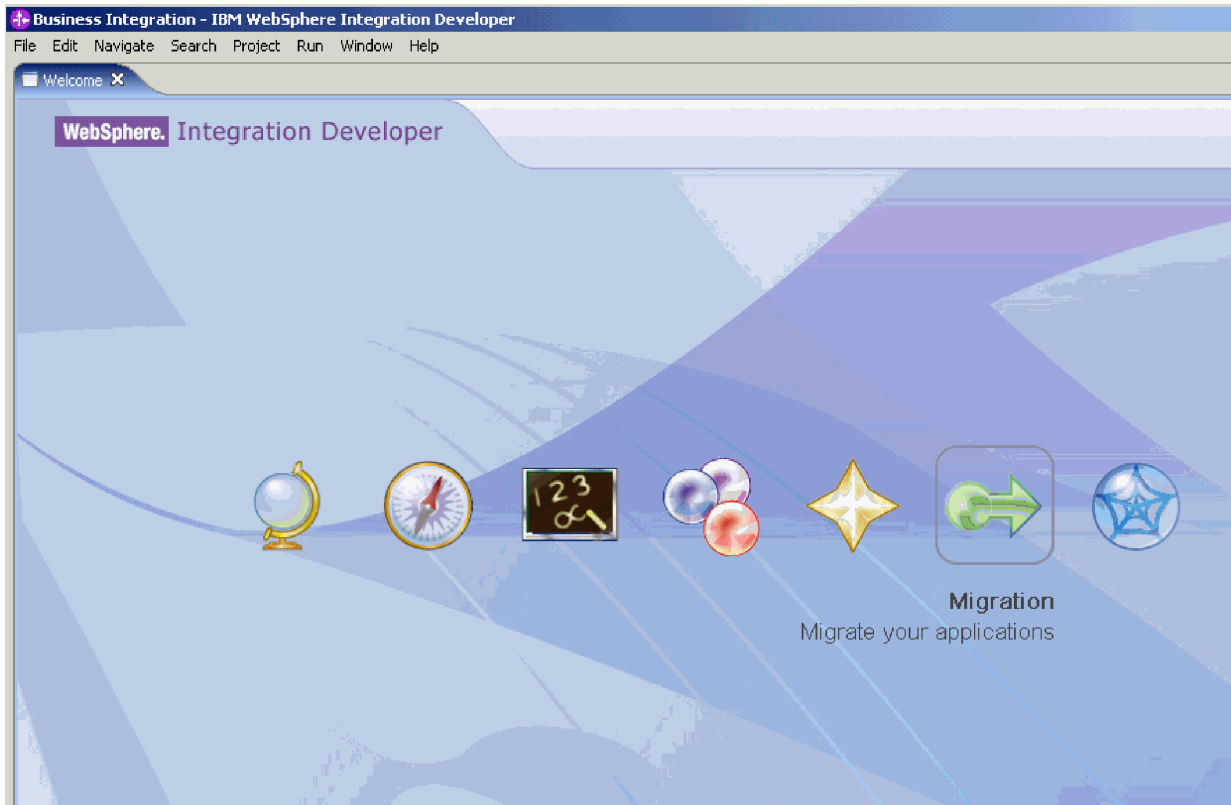 Business Integration - IBM WebSphere Integration Developer
File Edit Navigate Search Project Run Window Help
Welcome
WebSphere. Integration Developer
123
Migration
Migrate your applications